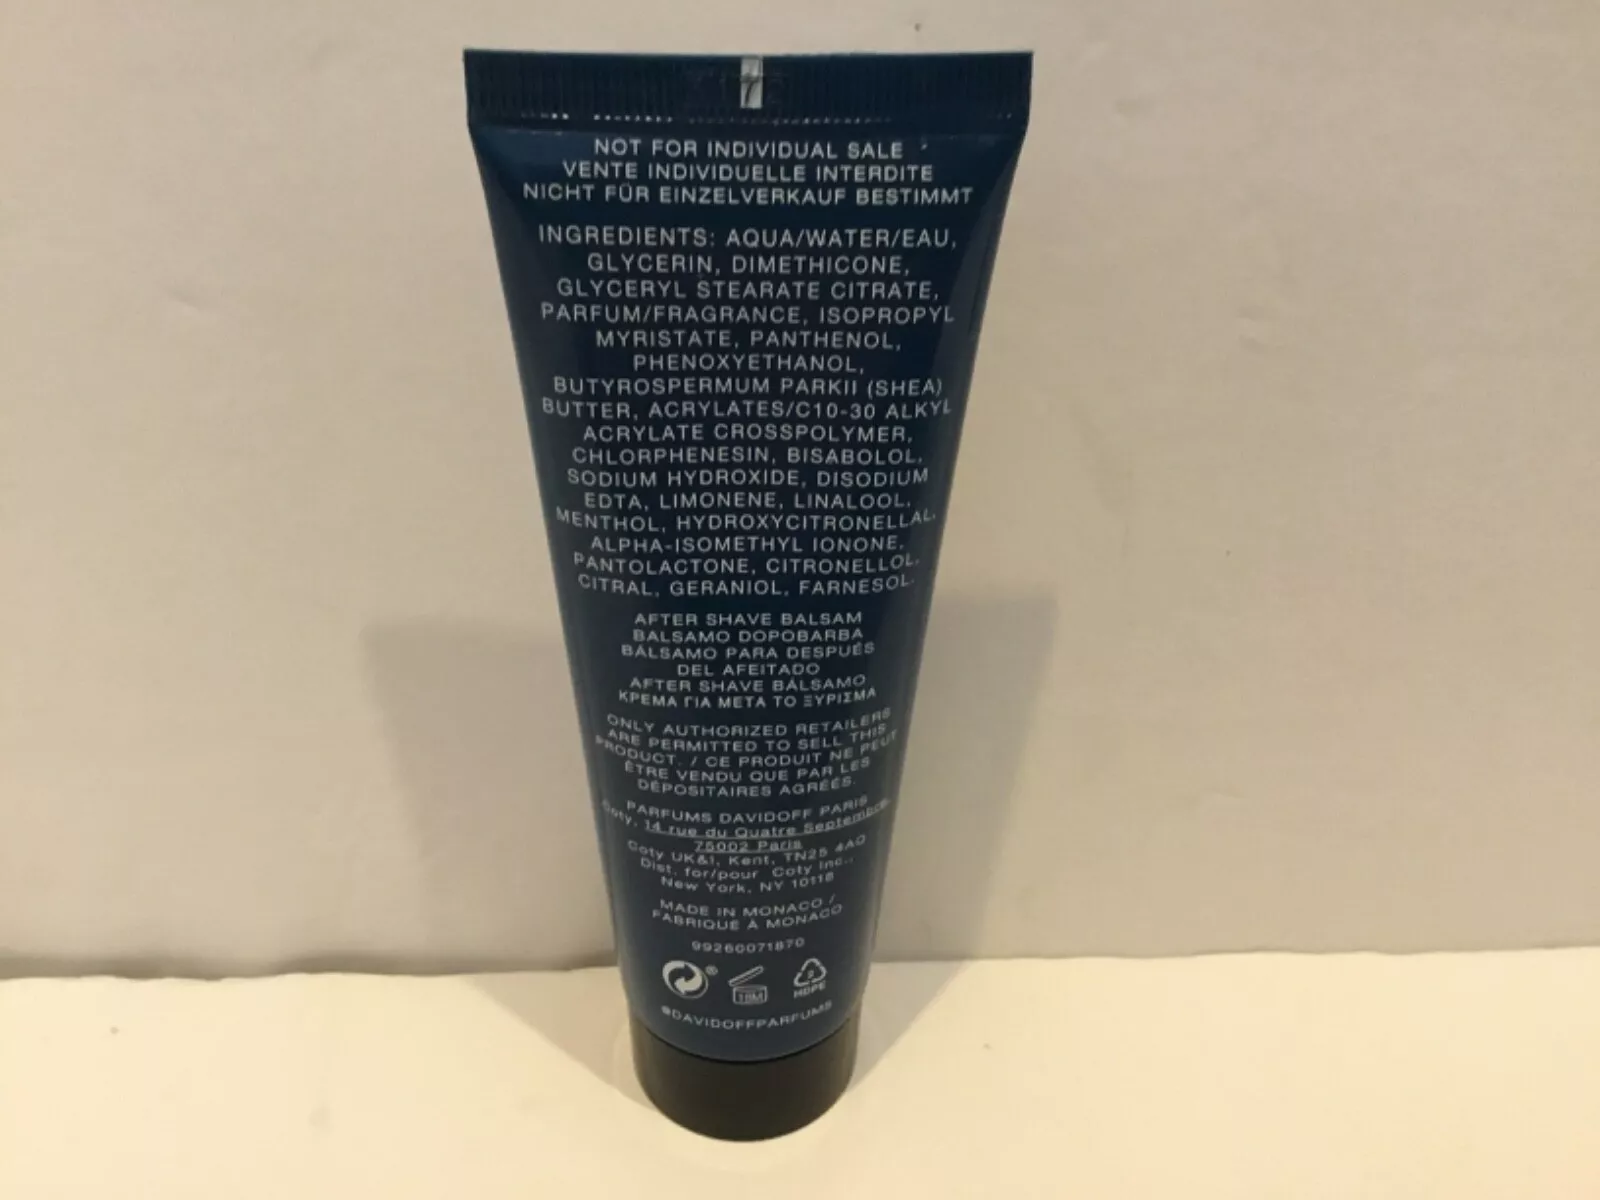 7
NOT FOR INDIVIDUAL SALE
VENTE INDIVIDUELLE INTERDITE
NICHT FÜR EINZELVERKAUF BESTIMMT
INGREDIENTS: AQUA/WATER/EAU,
GLYCERIN, DIMETHICONE,
GLYCERYL STEARATE CITRATE,
PARFUM/FRAGRANCE, ISOPROPYL
MYRISTATE, PANTHENOL,
PHENOXYETHANOL,
BUTYROSPERMUM PARKII (SHEA)
BUTTER, ACRYLATES/C10-30 ALKYL
ACRYLATE CROSSPOLYMER,
CHLORPHENESIN, BISABOLOL,
SODIUM HYDROXIDE, DISODIUM
EDTA, LIMONENE, LINALOOL,
MENTHOL, HYDROXYCITRONELLAL,
ALPHA-ISOMETHYL IONONE,
PANTOLACTONE, CITRONELLOL,
CITRAL, GERANIOL, FARNESOL.
AFTER SHAVE BALSAM
BALSAMO DOPOBARBA
BÁLSAMO PARA DESPUÉS
DEL AFEITADO
AFTER SHAVE BÁLSAMO
ΚΡΕΜΑ ΓΙΑ ΜΕΤΑ ΤΟ ΞΥΡΙΣΜΑ
ONLY AUTHORIZED RETAILERS
ARE PERMITTED TO SELL THIS
PRODUCT. / CE PRODUIT NE PEUT
ÊTRE VENDU QUE PAR LES
DÉPOSITAIRES AGRÉÉS.
PARFUMS DAVIDOFF PARIS
Coty, 14 rue du Quatre Septembre,
75002 Paris
Coty UK&I, Kent, TN25 4AQ
Dist. for/pour Coty Inc.,
New York, NY 10118
MADE IN MONACO /
FABRIQUÉ À MONACO
99260071870
®
18M
2
HDPE
@DAVIDOFFPARFUMS